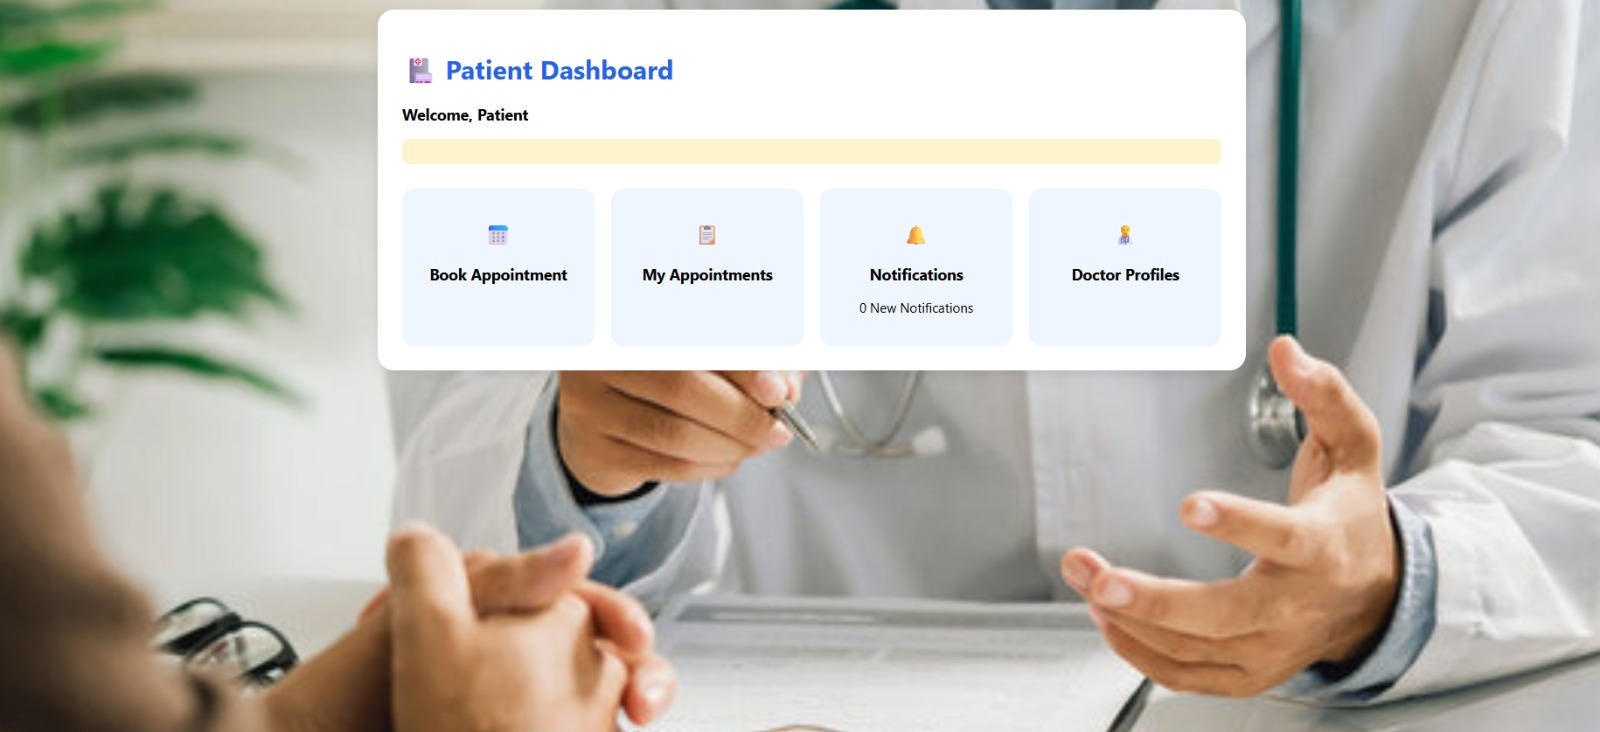 Patient Dashboard
Welcome, Patient
Book Appointment
My Appointments
Notifications
0 New Notifications
Doctor Profiles